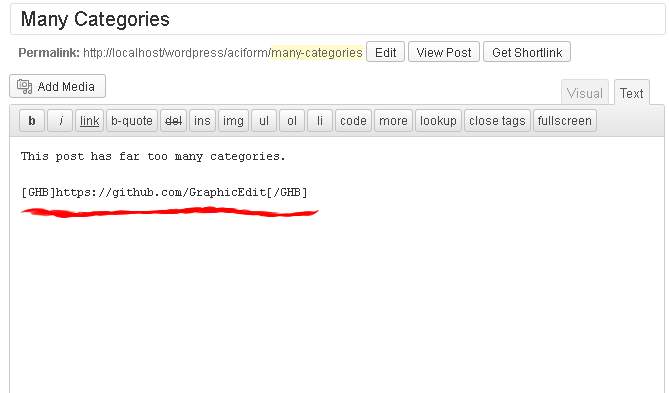 Many Categories
Permalink: http://localhost/wordpress/aciform/many-categories Edit View Post Get Shortlink
Add Media
Visual Text
b i link b-quote del ins img ul ol li code more lookup close tags fullscreen
This post has far too many categories.
[GHB]https://github.com/GraphicEdit[/GHB]